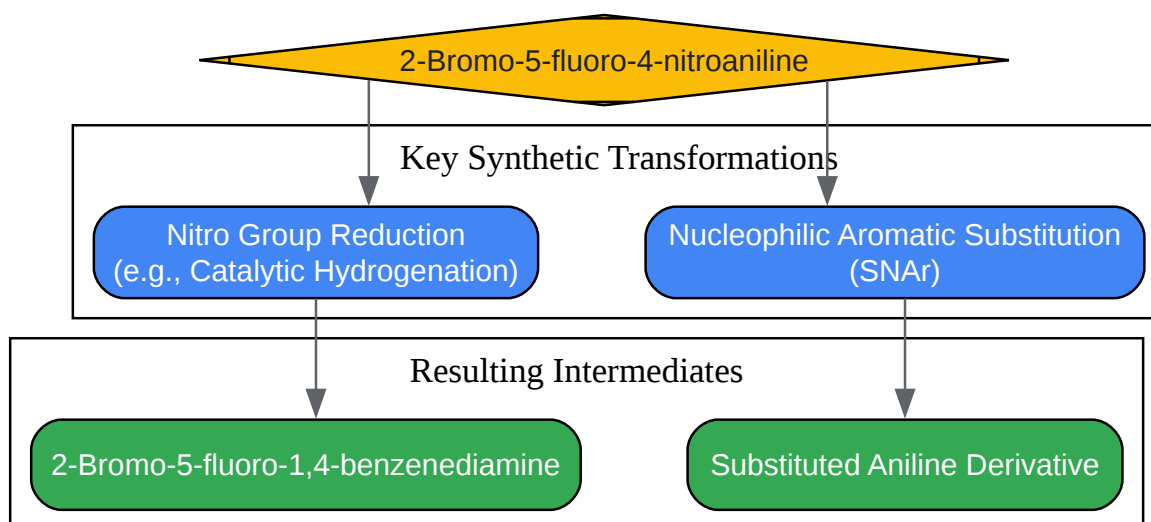 2-Bromo-5-fluoro-4-nitroaniline
Key Synthetic Transformations
Nitro Group Reduction
(e.g., Catalytic Hydrogenation)
Nucleophilic Aromatic Substitution
(SNAr)
Resulting Intermediates
2-Bromo-5-fluoro-1,4-benzenediamine
Substituted Aniline Derivative